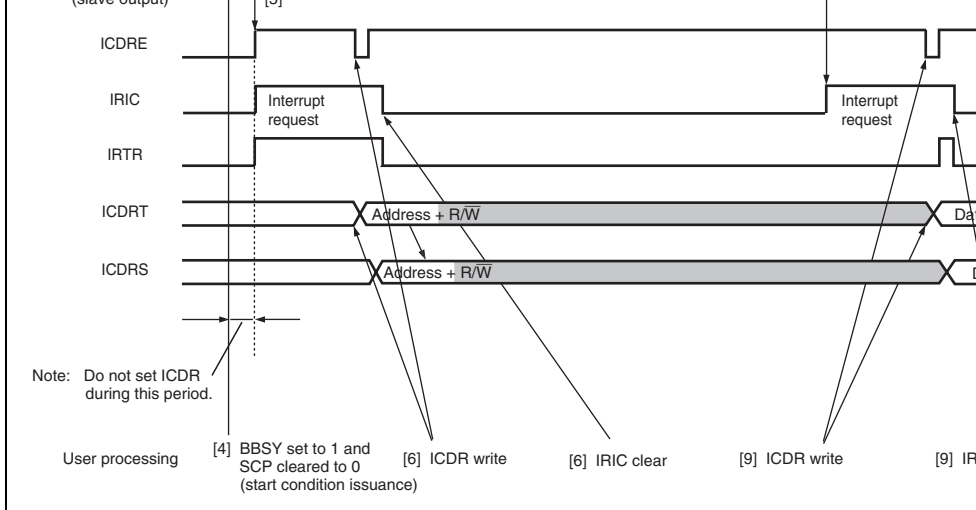 (slave output)
[5]
ICDRE
IRIC
Interrupt
request
Interrupt
request
IRTR
ICDRT
Address + R/W̅
ICDRS
Address + R/W̅
Note: Do not set ICDR
during this period.
User processing
[4] BBSY set to 1 and
SCP cleared to 0
(start condition issuance)
[6] ICDR write
[6] IRIC clear
[9] ICDR write
[9]